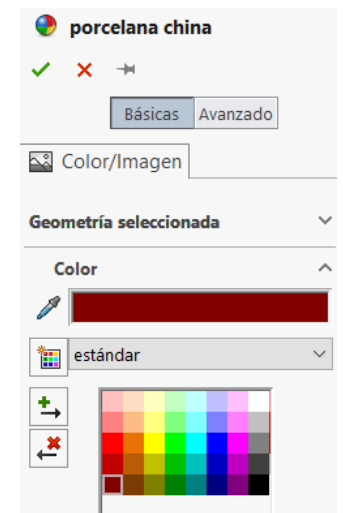 porcelana china
Básicas Avanzado
Color/Imagen
Geometría seleccionada
Color
estándar